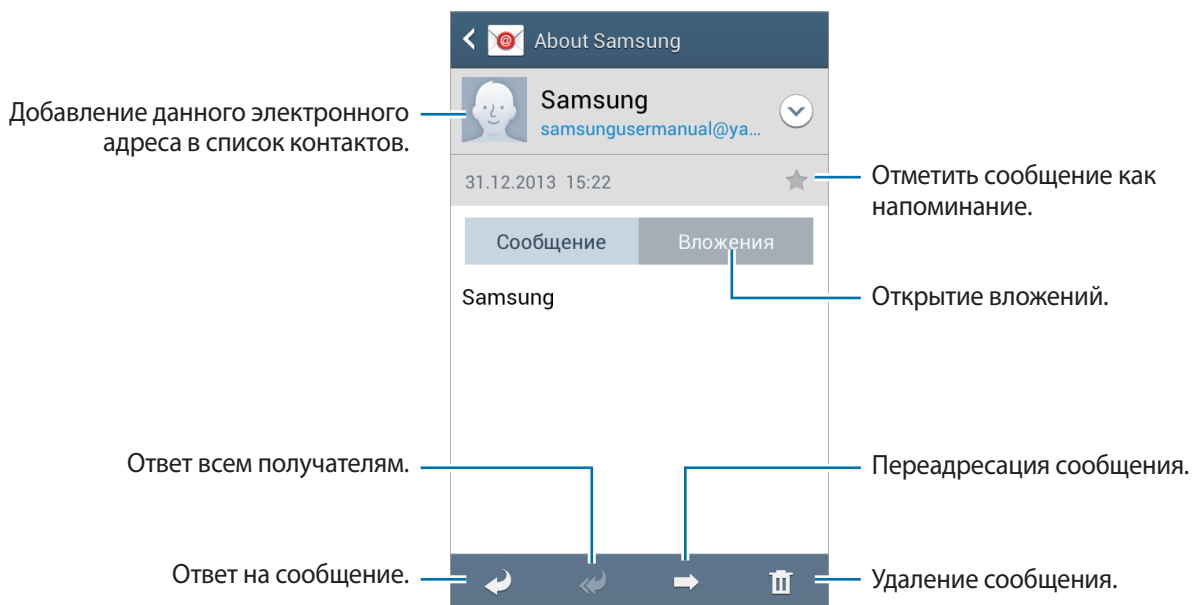 About Samsung
Добавление данного электронного
адреса в список контактов.
Samsung
samsungusermanual@ya...
31.12.2013 15:22
Отметить сообщение как
напоминание.
Сообщение
Вложения
Samsung
Открытие вложений.
Ответ всем получателям.
Переадресация сообщения.
Ответ на сообщение.
Удаление сообщения.